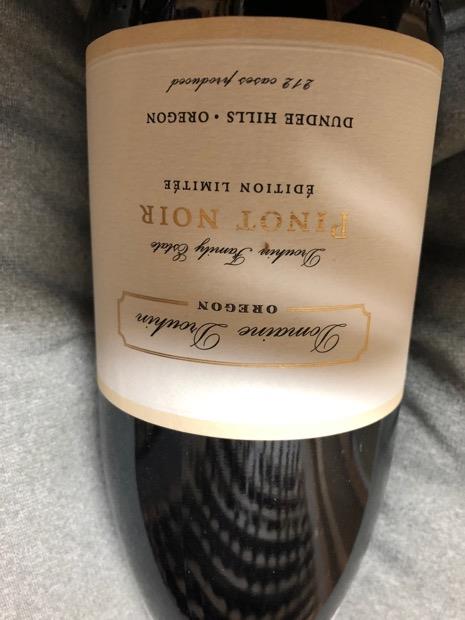 Domaine Drouhin
OREGON
Drouhin Family Estate
PINOT NOIR
ÉDITION LIMITÉE
DUNDEE HILLS • OREGON
212 cases produced